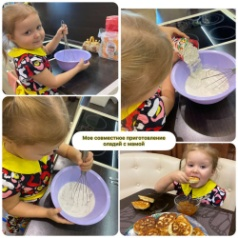 Мое совместное приготовление
оладий с мамой